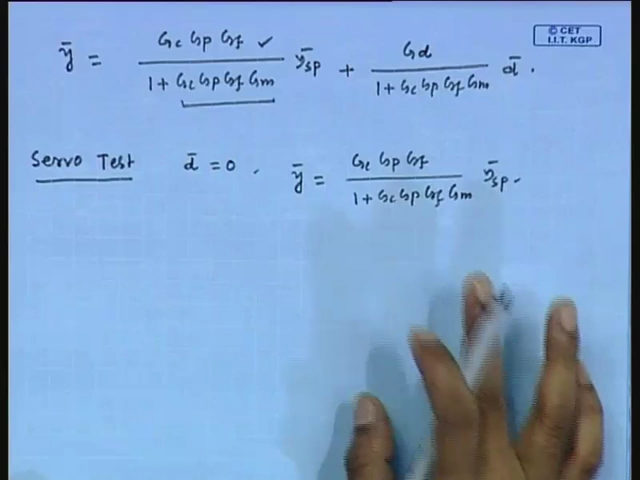 © CET
I.I.T. KGP
ȳ = Gc Gp Gf ✓ / 1 + Gc Gp Gf Gm ȳsp + Gd / 1 + Gc Gp Gf Gm d̄ .
Servo Test d̄ = 0 . ȳ = Gc Gp Gf / 1 + Gc Gp Gf Gm ȳsp .